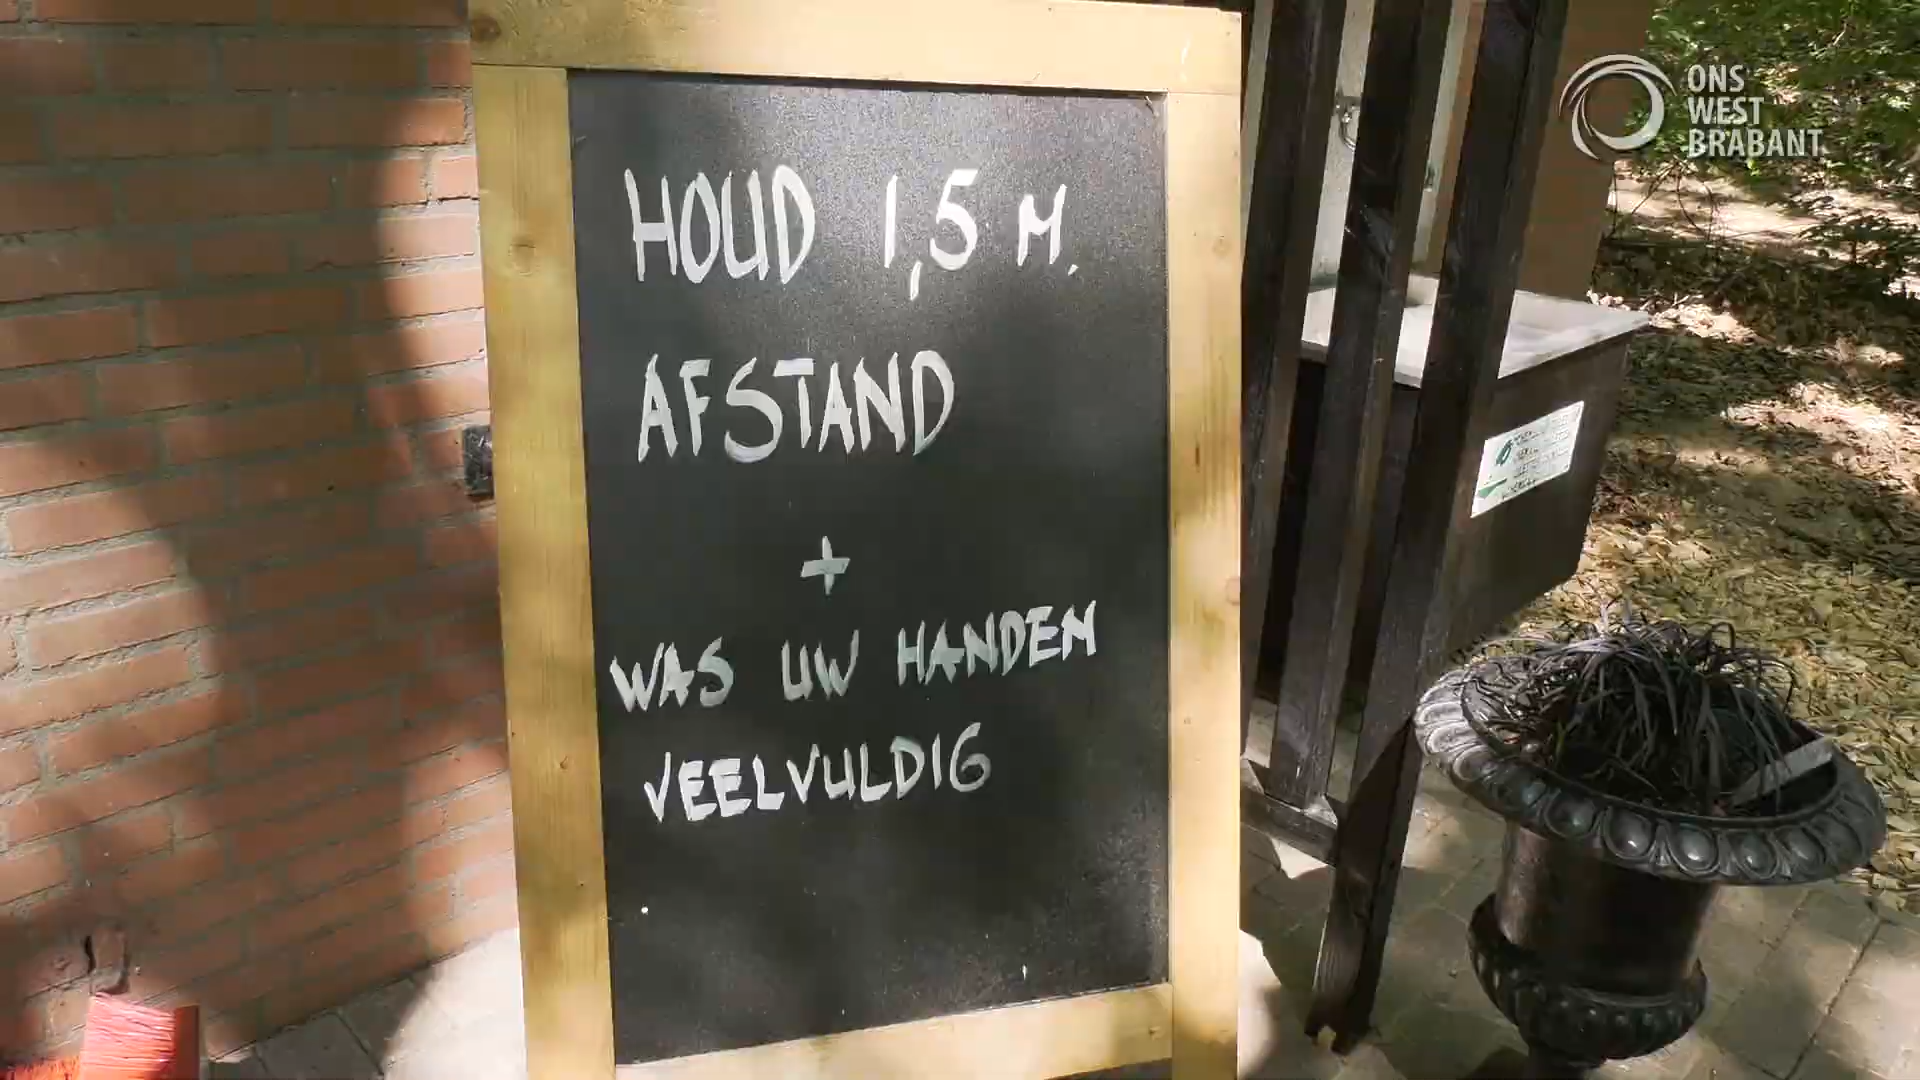 HOUD 1,5 M.
AFSTAND
+
WAS UW HANDEN
VEELVULDIG
ONS
WEST
BRABANT